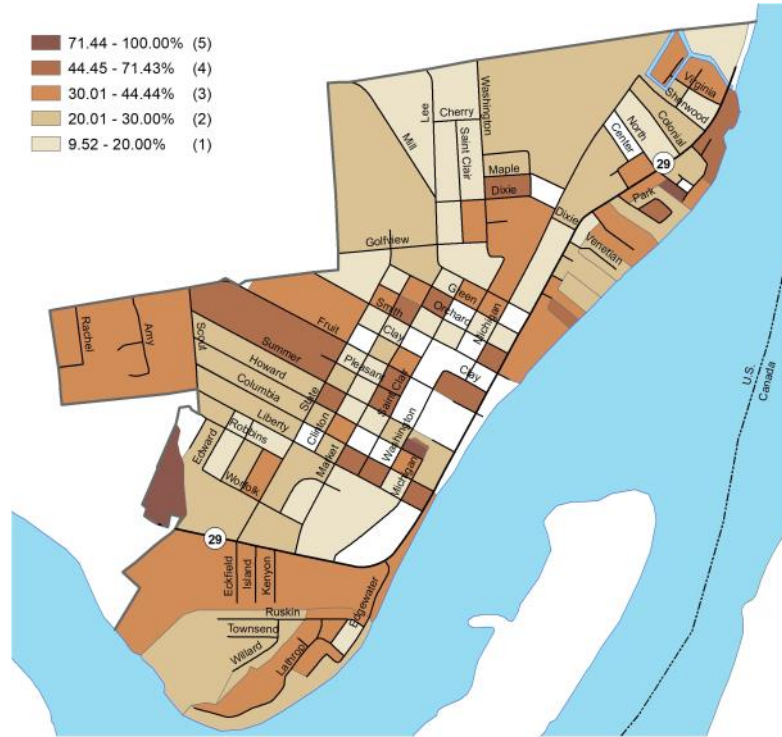 71.44 - 100.00% (5)
44.45 - 71.43% (4)
30.01 - 44.44% (3)
20.01 - 30.00% (2)
9.52 - 20.00% (1)
Virginia
Sherwood
Colonial
North
Center
29
Washington
Lee
Cherry
Mill
Saint Clair
Maple
Dixie
Park
Dixie
Venetian
Golfview
Green
Orchard
Smith
Michigan
Fruit
Clay
Rachel
Amy
Scout
Summer
Pleasant
Clay
Howard
Saint Clair
Columbia
State
U.S.
Canada
Liberty
Clinton
Washington
Robbins
Edward
Market
Michigan
Worfolk
29
Eckfield
Island
Kenyon
Edgewater
Ruskin
Townsend
Willard
Lathrop